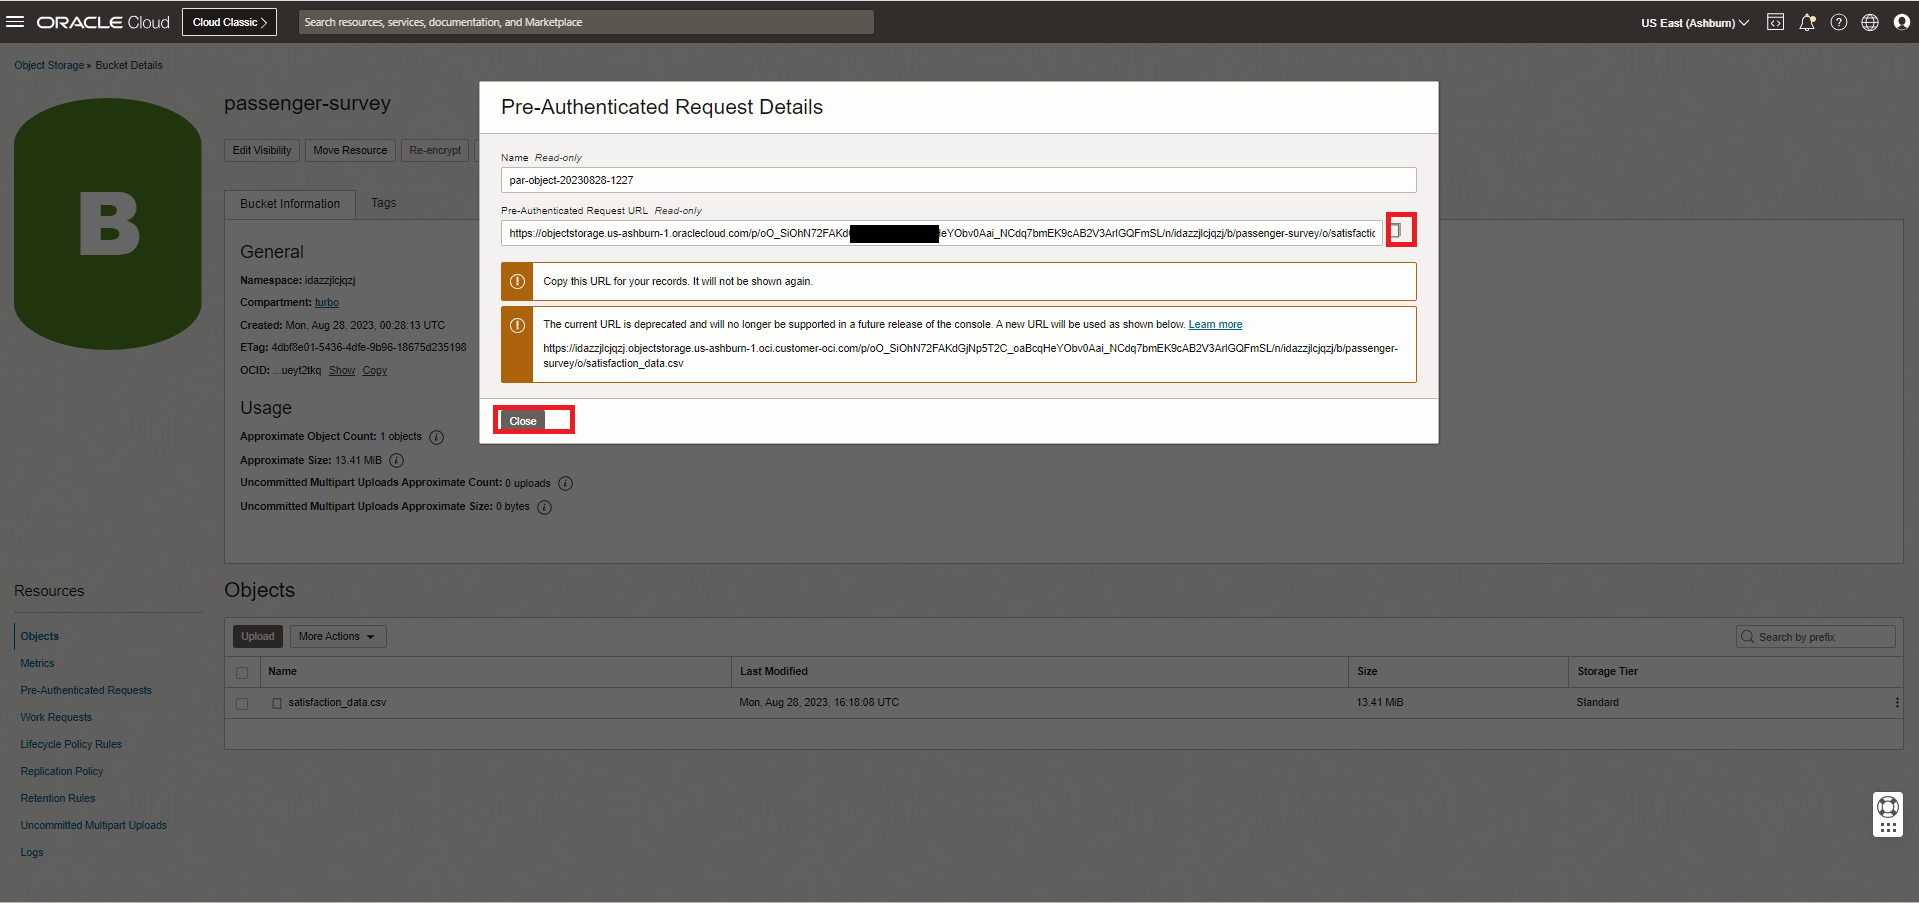 ORACLE Cloud
Cloud Classic
Search resources, services, documentation, and Marketplace
US East (Ashburn)
Object Storage » Bucket Details
B
passenger-survey
Edit Visibility
Move Resource
Re-encrypt
Bucket Information
Tags
General
Namespace: idazzjlcjqzj
Compartment: turbo
Created: Mon, Aug 28, 2023, 00:28:13 UTC
ETag: 4dbf8e01-5436-4dfe-9b96-18675d235198
OCID: ...ueyt2tkq Show Copy
Usage
Approximate Object Count: 1 objects
Approximate Size: 13.41 MiB
Uncommitted Multipart Uploads Approximate Count: 0 uploads
Uncommitted Multipart Uploads Approximate Size: 0 bytes
Pre-Authenticated Request Details
Name Read-only
par-object-20230828-1227
Pre-Authenticated Request URL Read-only
https://objectstorage.us-ashburn-1.oraclecloud.com/p/oO_SiOhN72FAKd eYObv0Aai_NCdq7bmEK9cAB2V3ArlGQFmSL/n/idazzjlcjqzj/b/passenger-survey/o/satisfactic
Copy this URL for your records. It will not be shown again.
The current URL is deprecated and will no longer be supported in a future release of the console. A new URL will be used as shown below. Learn more
https://idazzjlcjqzj.objectstorage.us-ashburn-1.oci.customer-oci.com/p/oO_SiOhN72FAKdGjNp5T2C_oaBcqHeYObv0Aai_NCdq7bmEK9cAB2V3ArlGQFmSL/n/idazzjlcjqzj/b/passenger-
survey/o/satisfaction_data.csv
Close
Resources
Objects
Metrics
Pre-Authenticated Requests
Work Requests
Lifecycle Policy Rules
Replication Policy
Retention Rules
Uncommitted Multipart Uploads
Logs
Objects
Upload
More Actions
Search by prefix
Name Last Modified Size Storage Tier
satisfaction_data.csv Mon, Aug 28, 2023, 16:18:08 UTC 13.41 MiB Standard